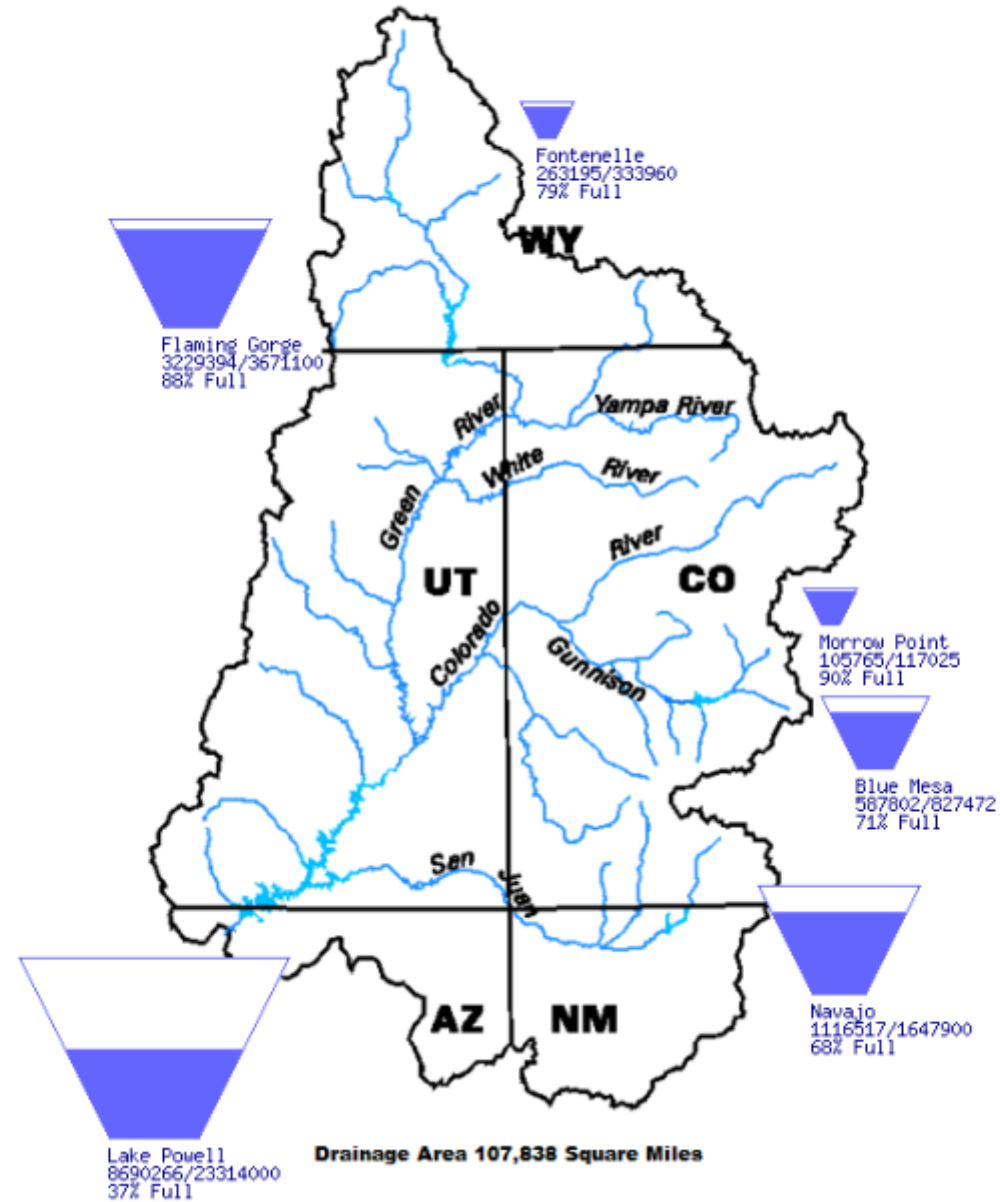 Fontenelle
263195/333960
79% Full
WY
Flaming Gorge
3229394/3671100
88% Full
Yampa River
River
White
River
Green
River
UT
CO
Colorado
Gunnison
Morrow Point
105765/117025
90% Full
Blue Mesa
587802/827472
71% Full
San
Juan
AZ
NM
Navajo
1116517/1647900
68% Full
Lake Powell
8690266/23314000
37% Full
Drainage Area 107,838 Square Miles